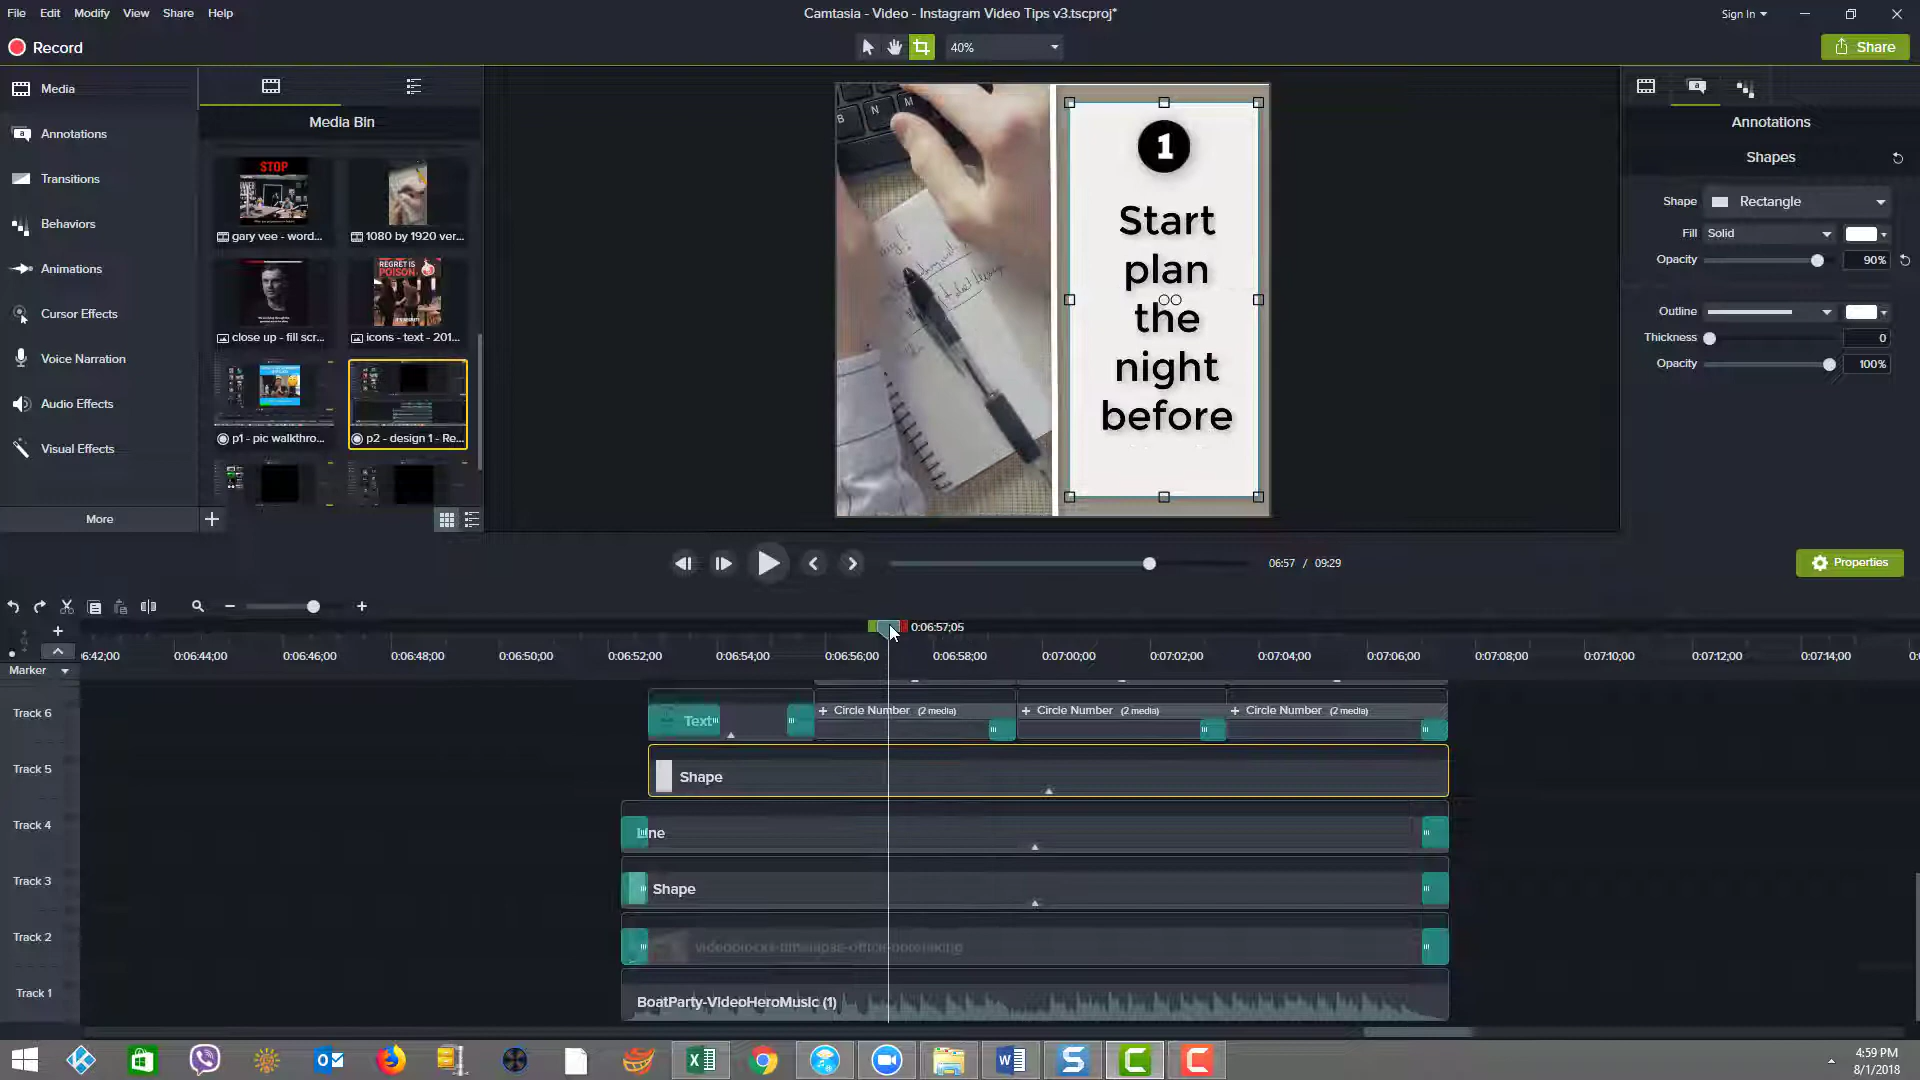 File Edit Modify View Share Help
Camtasia - Video - Instagram Video Tips v3.tscproj*
Sign In
Record
40%
Share
Media
Annotations
Transitions
Behaviors
Animations
Cursor Effects
Voice Narration
Audio Effects
Visual Effects
More
Media Bin
STOP
gary vee - word...
1080 by 1920 ver...
REGRET IS
POISON
close up - fill scr...
icons - text - 201...
p1 - pic walkthro...
p2 - design 1 - Re...
B N M
1
Start
plan
the
night
before
Annotations
Shapes
Shape Rectangle
Fill Solid
Opacity 90%
Outline
Thickness 0
Opacity 100%
06:57 / 09:29
Properties
0:06:57;05
6:42;00 0:06:44;00 0:06:46;00 0:06:48;00 0:06:50;00 0:06:52;00 0:06:54;00 0:06:56;00 0:06:58;00 0:07:00;00 0:07:02;00 0:07:04;00 0:07:06;00 0:07:08;00 0:07:10;00 0:07:12;00 0:07:14;00
Marker
Track 6
Text
+ Circle Number (2 media)
+ Circle Number (2 media)
+ Circle Number (2 media)
Track 5
Shape
Track 4
Line
Track 3
Shape
Track 2
videoblocks-timelapse-office-notetaking
Track 1
BoatParty-VideoHeroMusic (1)
4:59 PM
8/1/2018